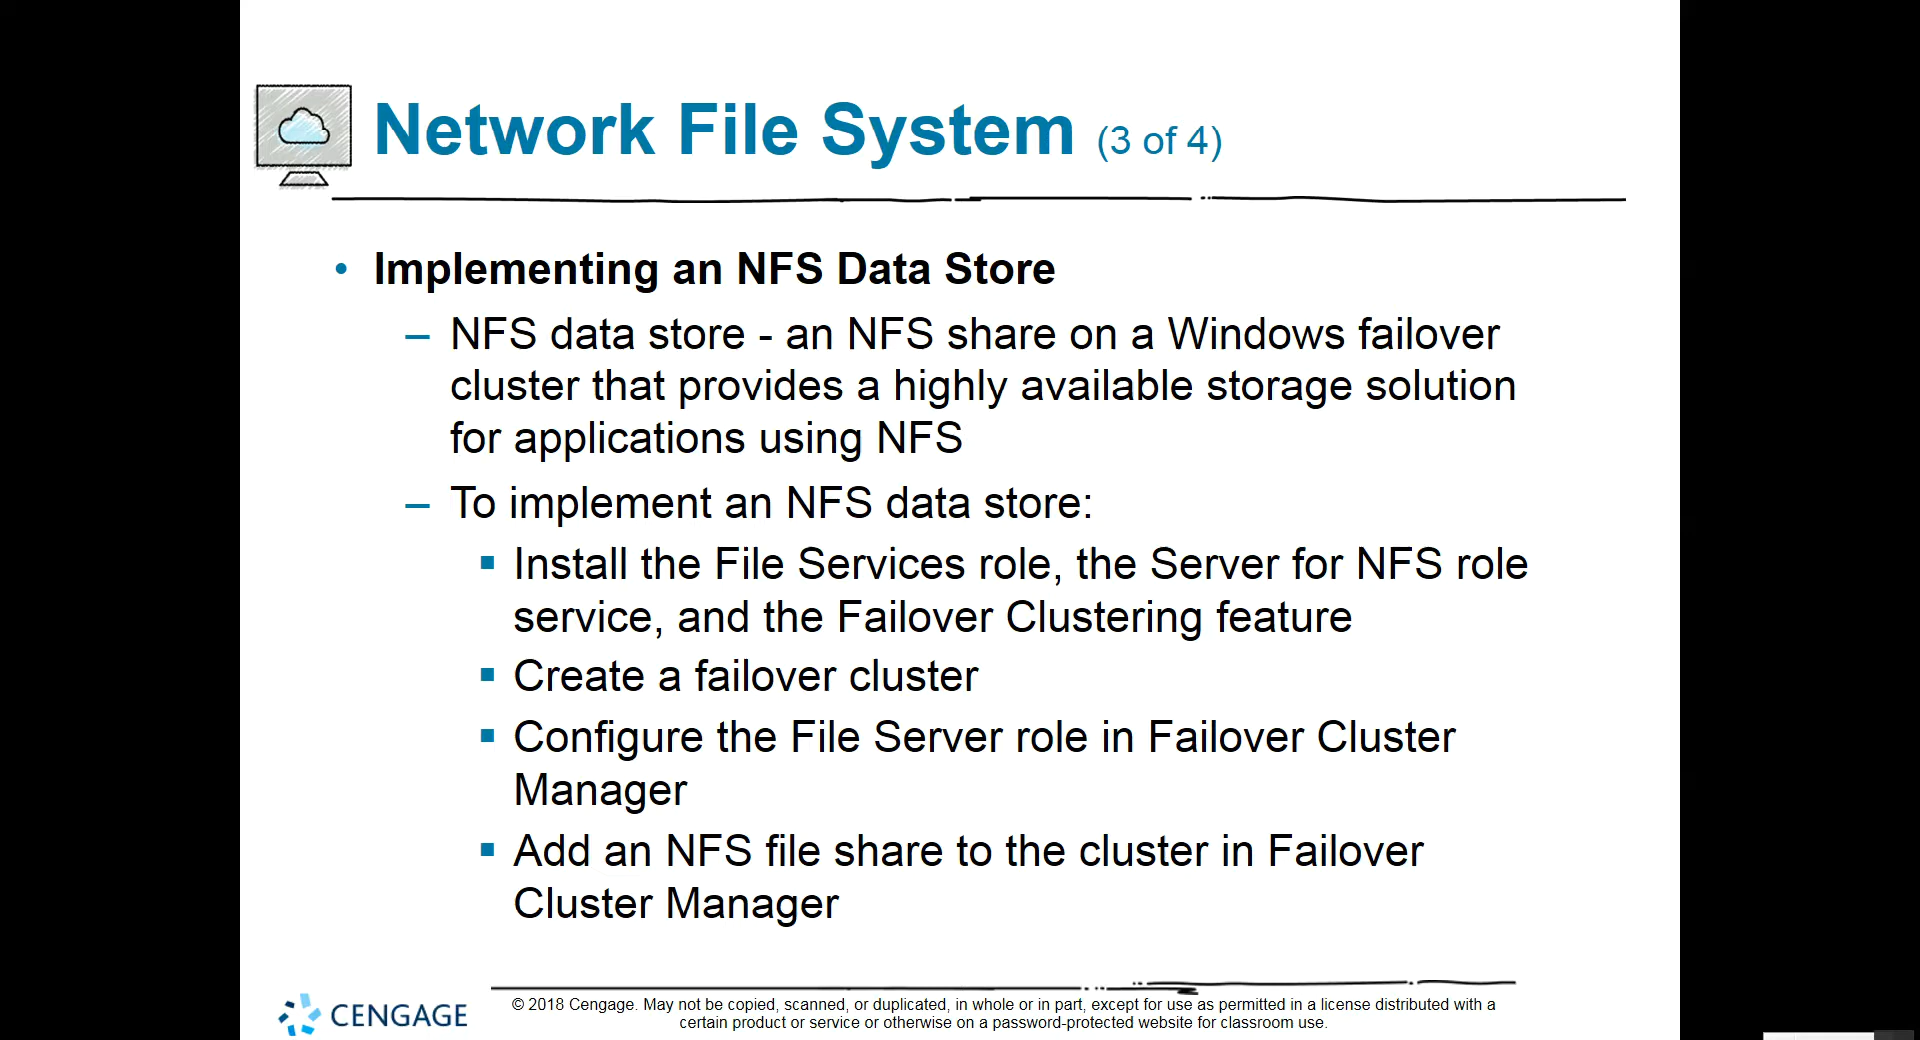 Network File System (3 of 4)
• Implementing an NFS Data Store
– NFS data store - an NFS share on a Windows failover
cluster that provides a highly available storage solution
for applications using NFS
– To implement an NFS data store:
▪ Install the File Services role, the Server for NFS role
service, and the Failover Clustering feature
▪ Create a failover cluster
▪ Configure the File Server role in Failover Cluster
Manager
▪ Add an NFS file share to the cluster in Failover
Cluster Manager
CENGAGE
© 2018 Cengage. May not be copied, scanned, or duplicated, in whole or in part, except for use as permitted in a license distributed with a
certain product or service or otherwise on a password-protected website for classroom use.